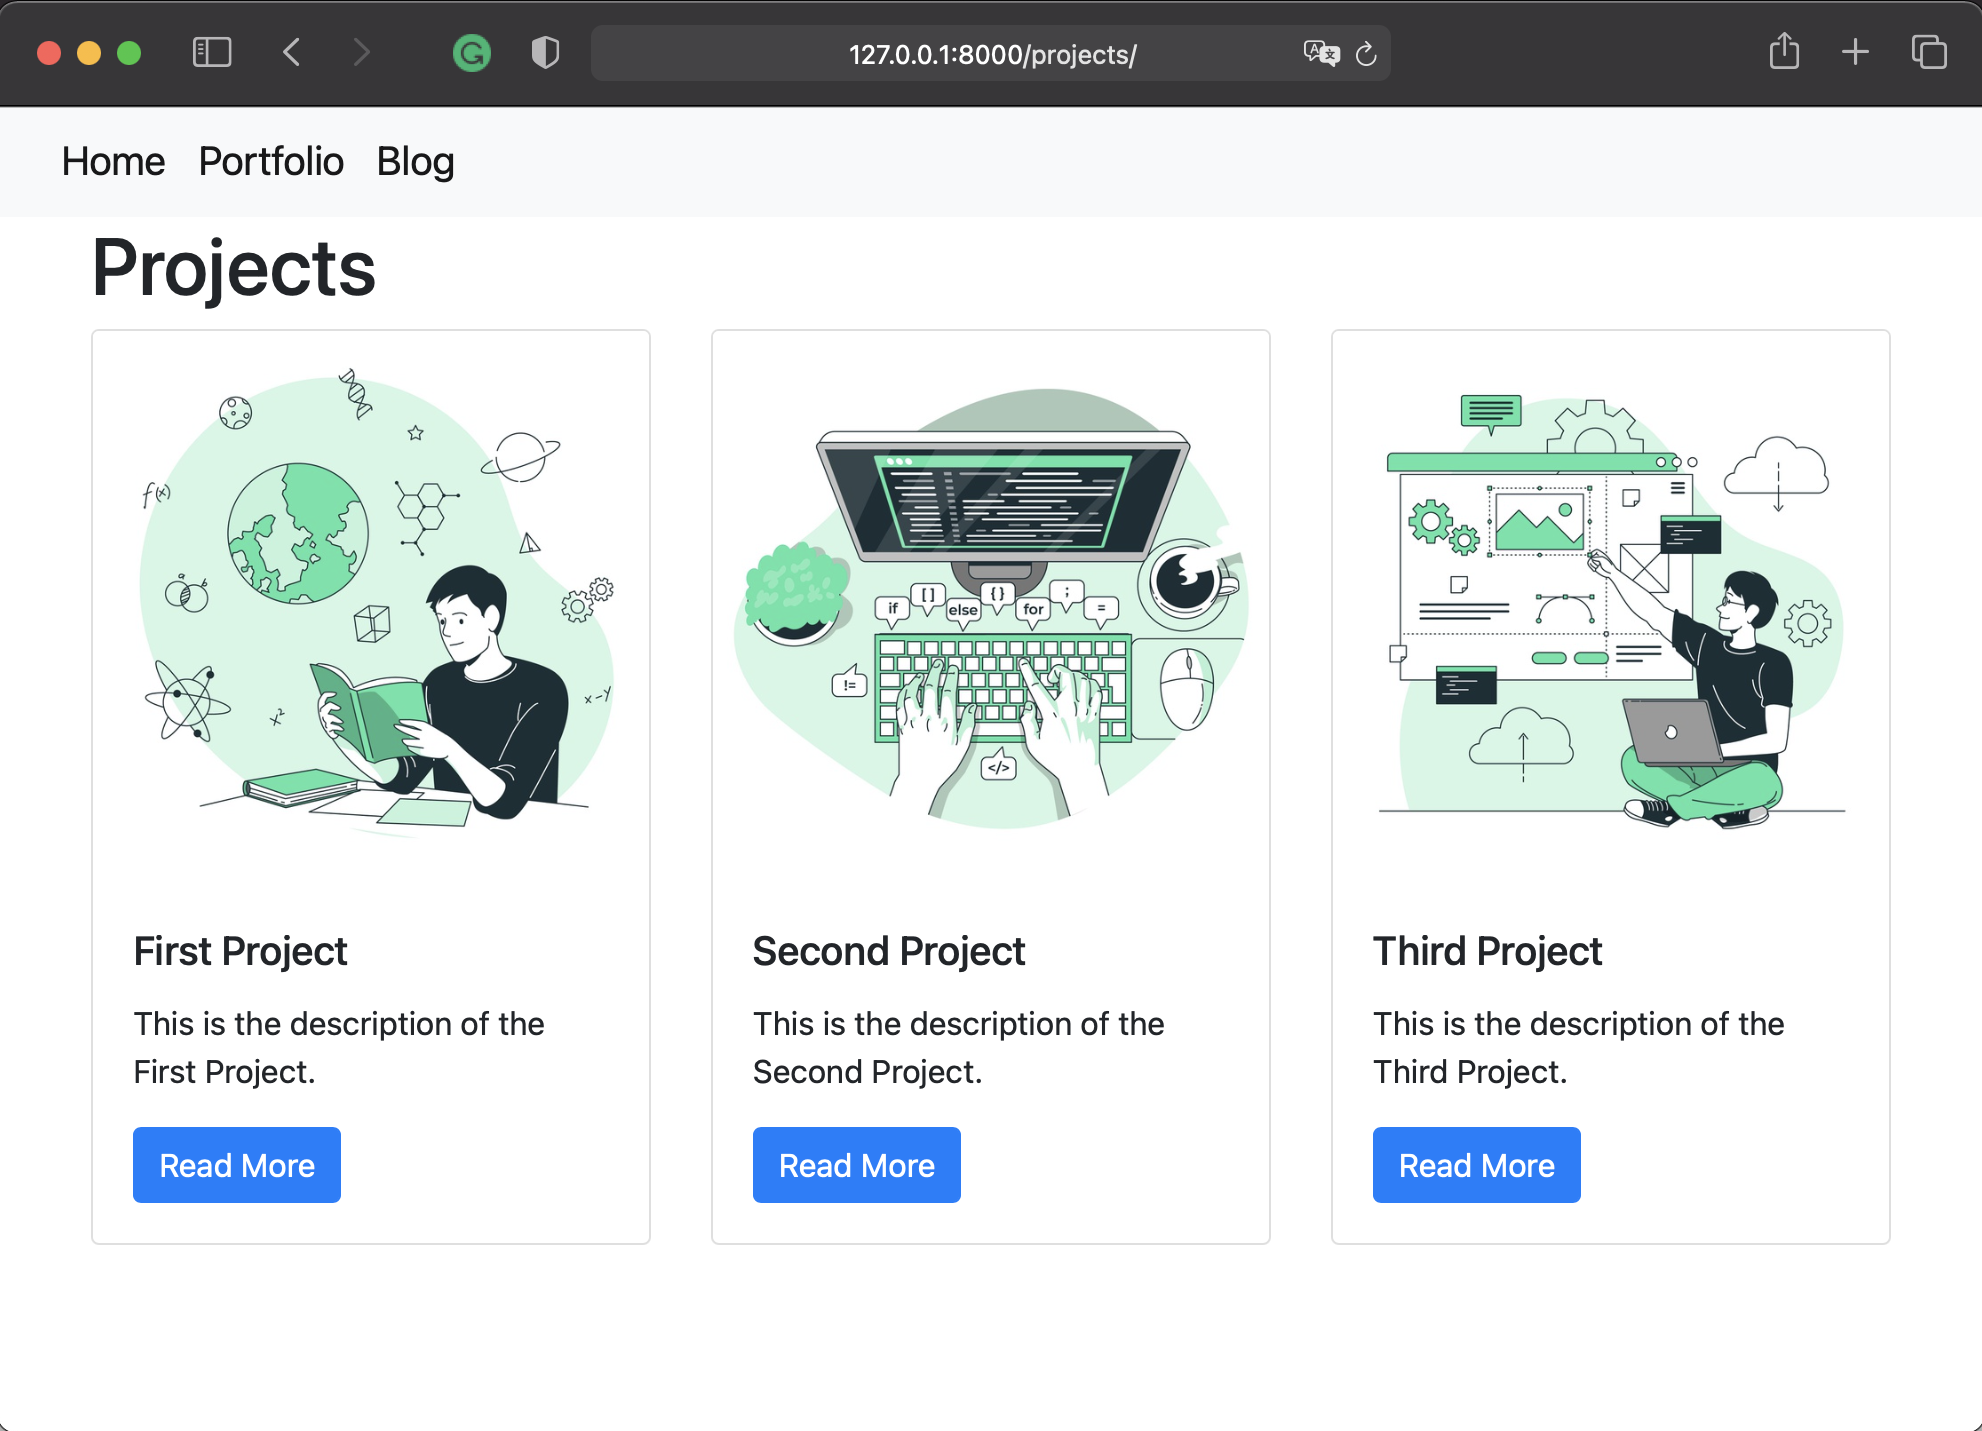 127.0.0.1:8000/projects/
Home Portfolio Blog
Projects
f(x)
a b
x²
x-y
First Project
This is the description of the
First Project.
Read More
if [ ] else { } for ; =
!=
</>
Second Project
This is the description of the
Second Project.
Read More
Third Project
This is the description of the
Third Project.
Read More